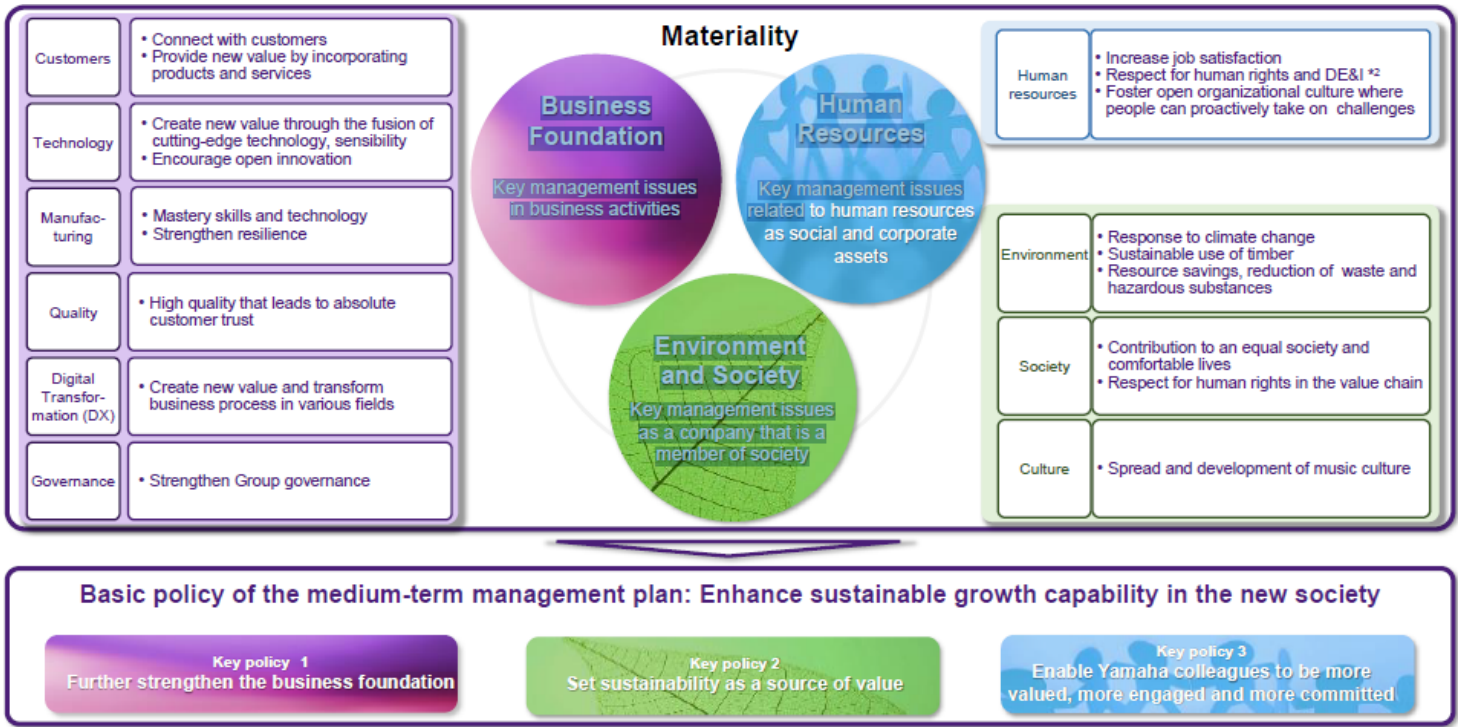 Materiality
Customers
• Connect with customers
• Provide new value by incorporating
products and services
Technology
• Create new value through the fusion of
cutting-edge technology, sensibility
• Encourage open innovation
Manufac-
turing
• Mastery skills and technology
• Strengthen resilience
Quality
• High quality that leads to absolute
customer trust
Digital
Transfor-
mation (DX)
• Create new value and transform
business process in various fields
Governance
• Strengthen Group governance
Business
Foundation
Key management issues
in business activities
Human
Resources
Key management issues
related to human resources
as social and corporate
assets
Environment
and Society
Key management issues
as a company that is a
member of society
Human
resources
• Increase job satisfaction
• Respect for human rights and DE&I *2
• Foster open organizational culture where
people can proactively take on challenges
Environment
• Response to climate change
• Sustainable use of timber
• Resource savings, reduction of waste and
hazardous substances
Society
• Contribution to an equal society and
comfortable lives
• Respect for human rights in the value chain
Culture
• Spread and development of music culture
Basic policy of the medium-term management plan: Enhance sustainable growth capability in the new society
Key policy 1
Further strengthen the business foundation
Key policy 2
Set sustainability as a source of value
Key policy 3
Enable Yamaha colleagues to be more
valued, more engaged and more committed